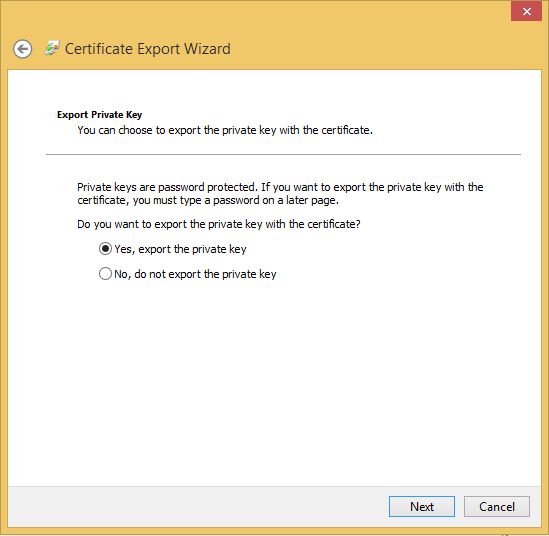 Certificate Export Wizard
Export Private Key
You can choose to export the private key with the certificate.
Private keys are password protected. If you want to export the private key with the
certificate, you must type a password on a later page.
Do you want to export the private key with the certificate?
Yes, export the private key
No, do not export the private key
Next
Cancel